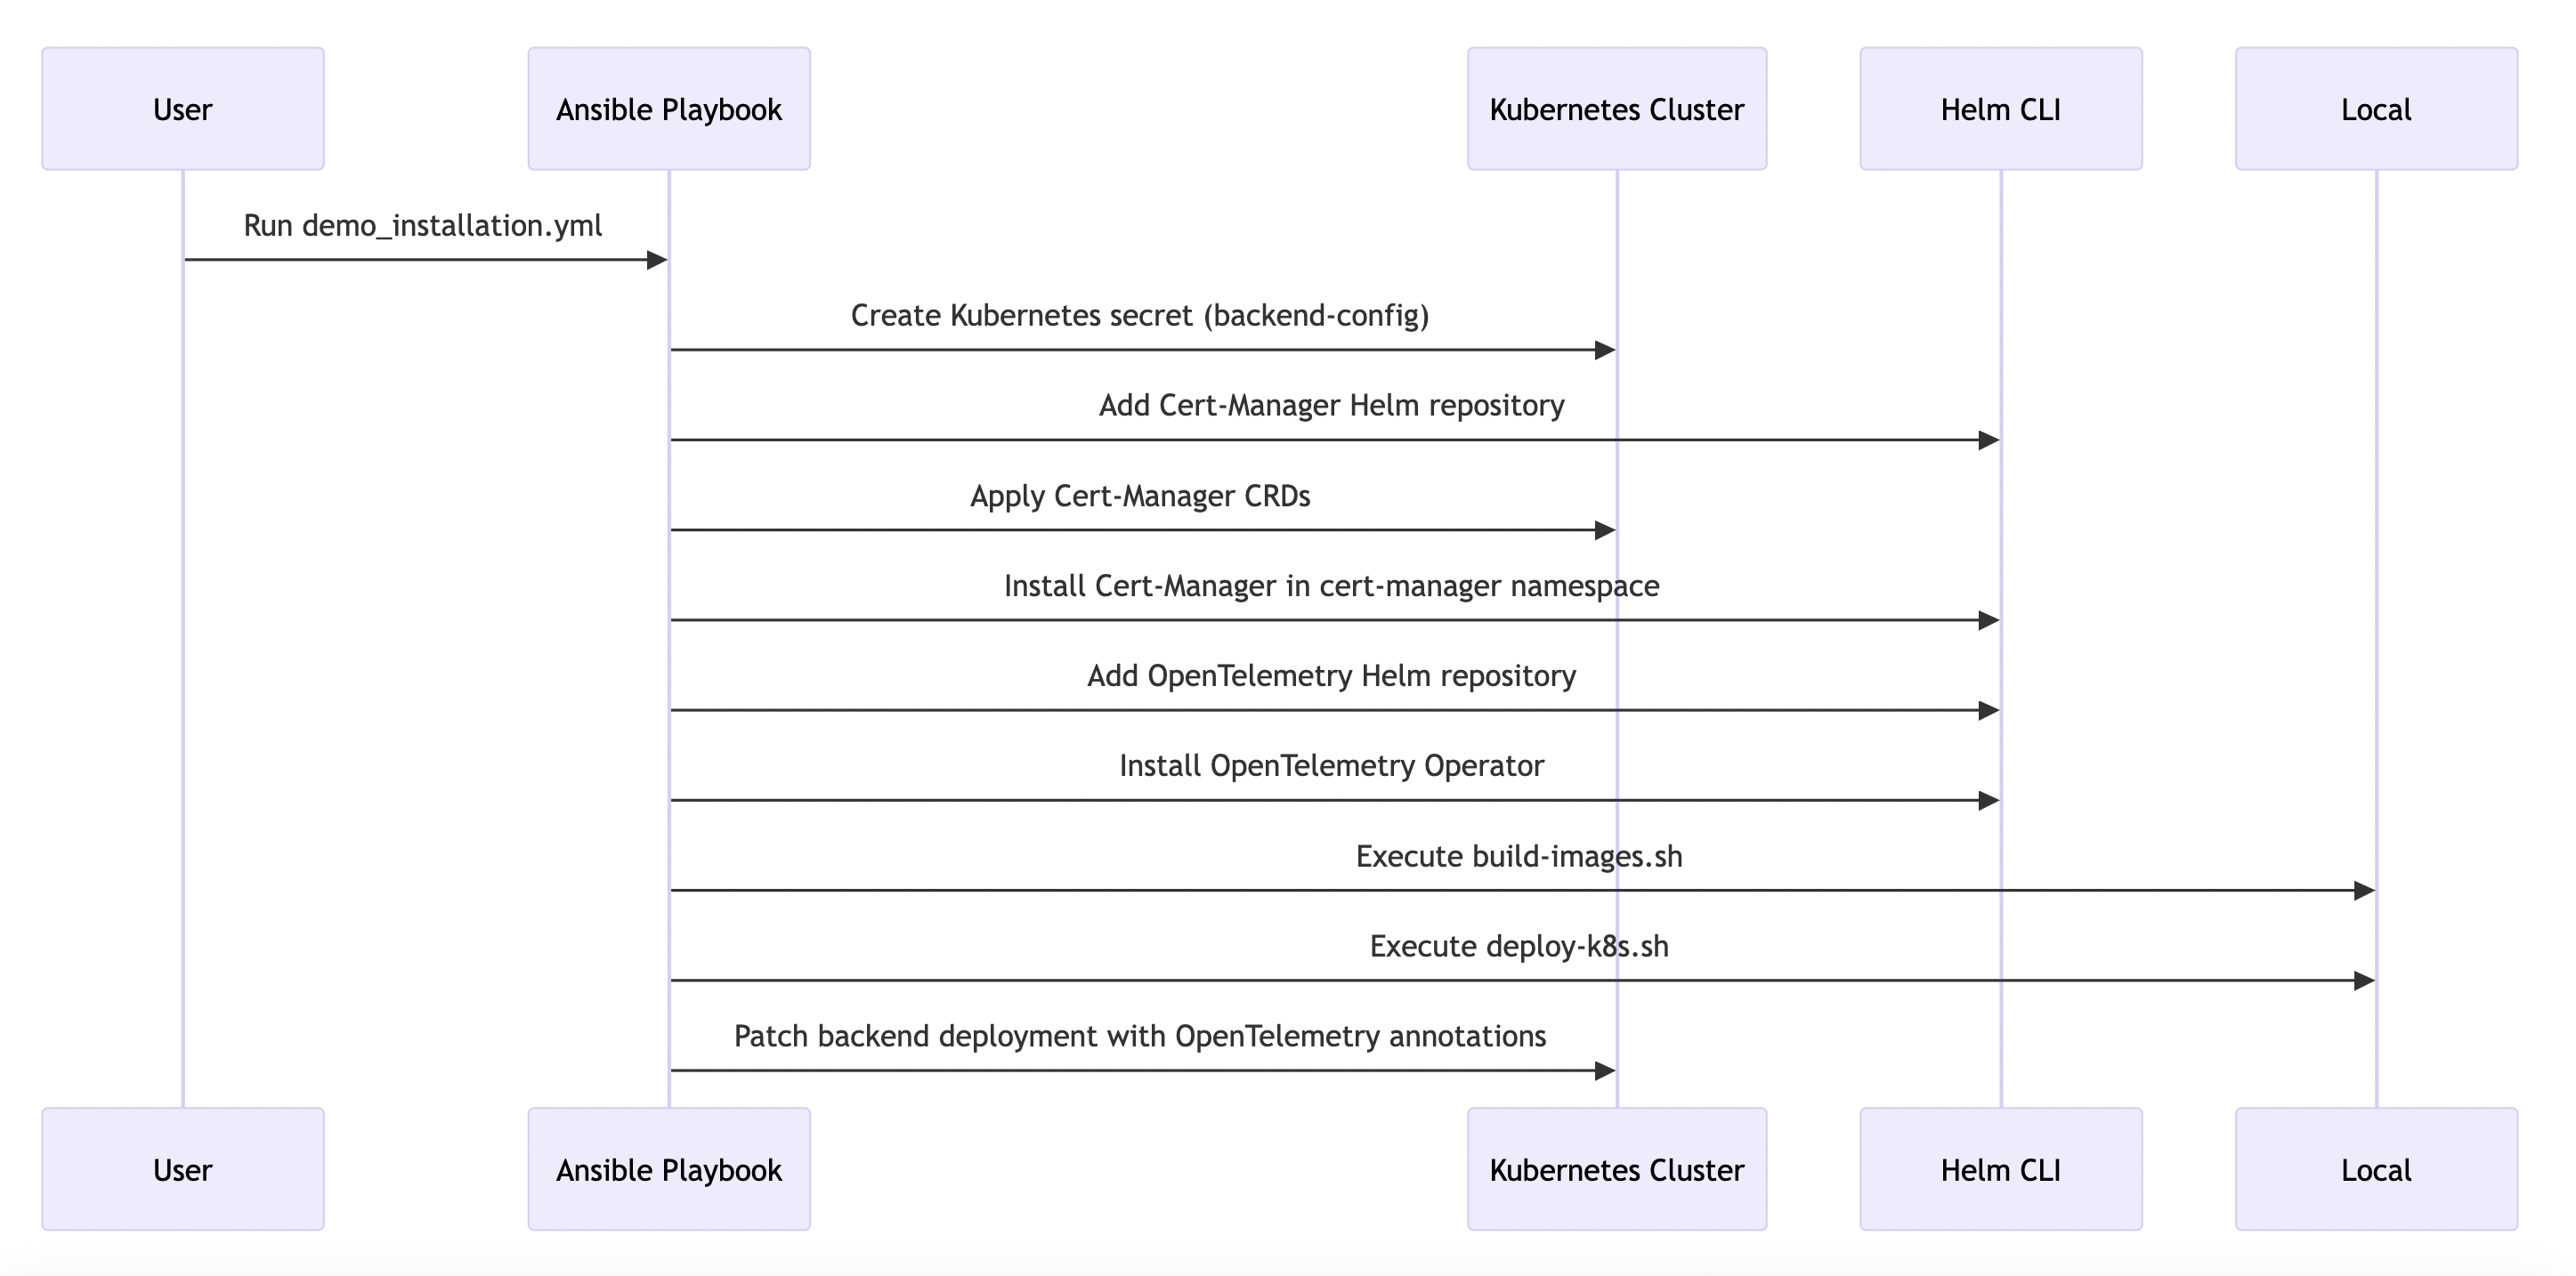 User
Ansible Playbook
Kubernetes Cluster
Helm CLI
Local
Run demo_installation.yml
Create Kubernetes secret (backend-config)
Add Cert-Manager Helm repository
Apply Cert-Manager CRDs
Install Cert-Manager in cert-manager namespace
Add OpenTelemetry Helm repository
Install OpenTelemetry Operator
Execute build-images.sh
Execute deploy-k8s.sh
Patch backend deployment with OpenTelemetry annotations
User
Ansible Playbook
Kubernetes Cluster
Helm CLI
Local